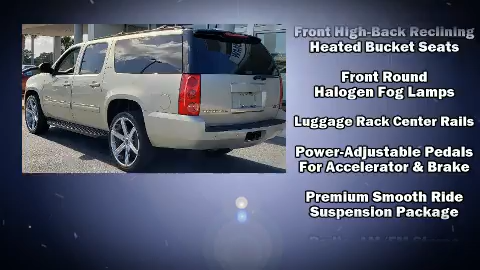 Front High-Back Reclining
Heated Bucket Seats
Front Round
Halogen Fog Lamps
Luggage Rack Center Rails
Power-Adjustable Pedals
For Accelerator & Brake
Premium Smooth Ride
Suspension Package